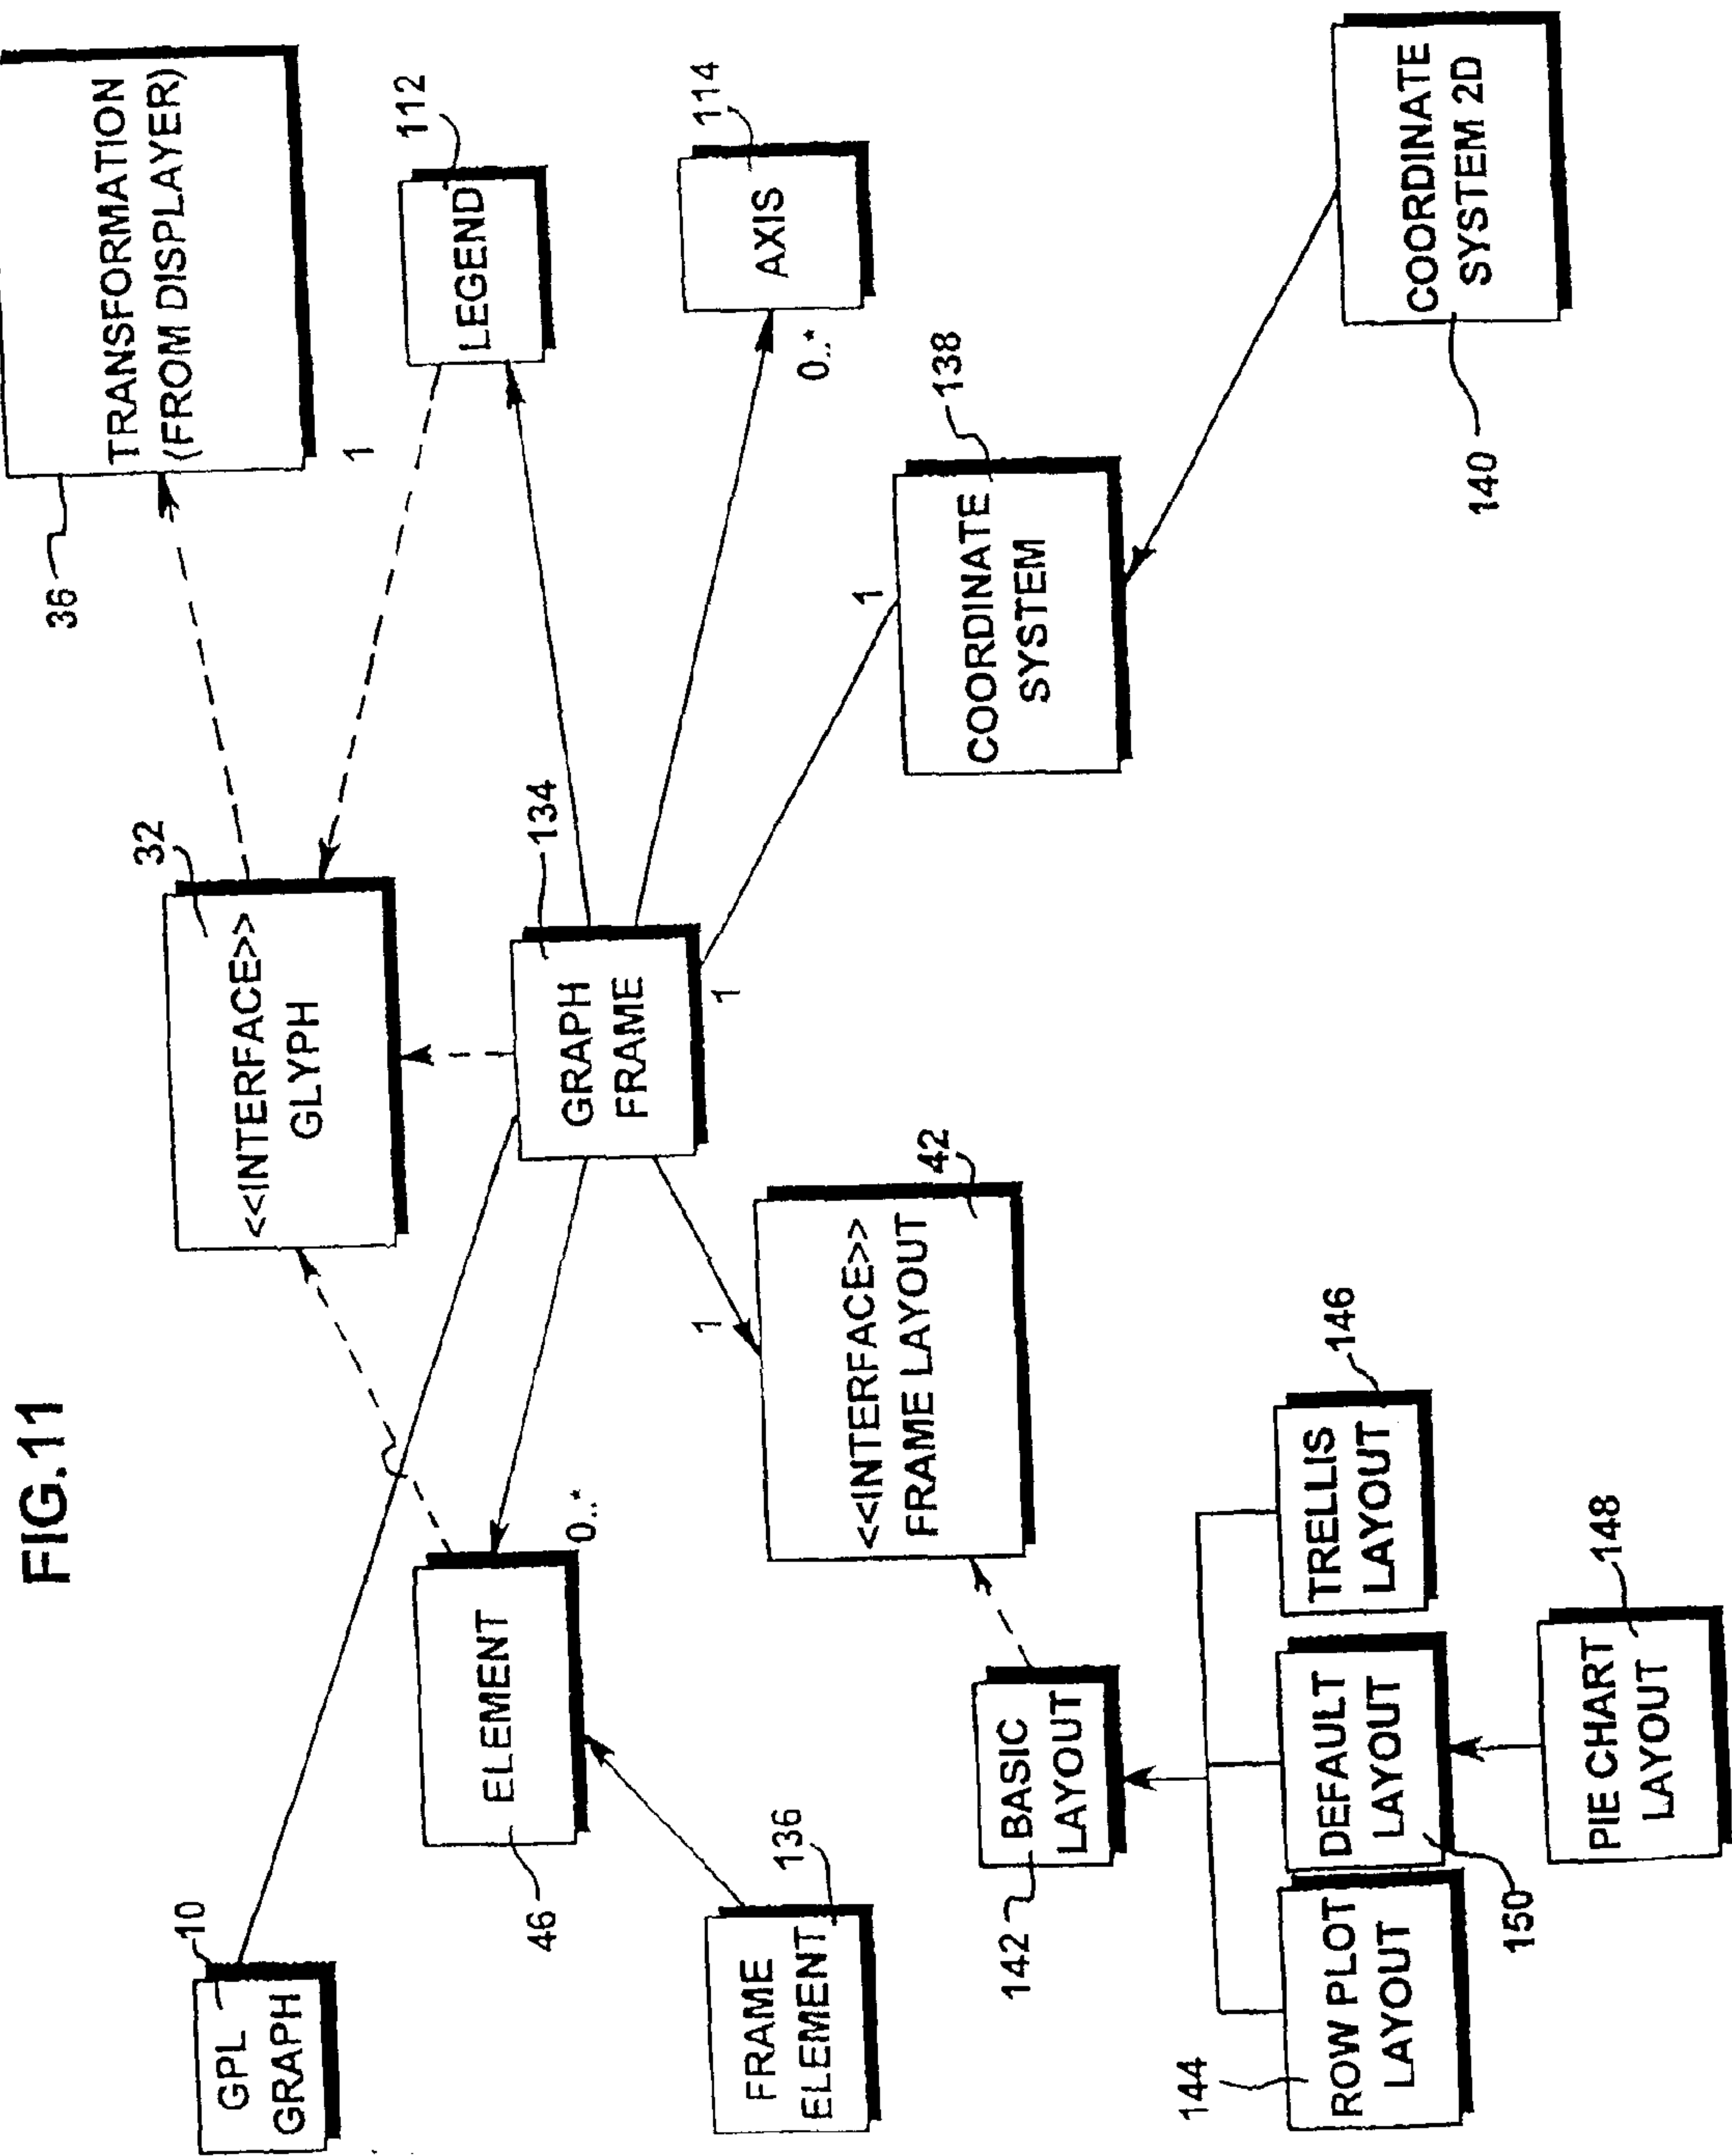 FIG.11
10
GPL
GRAPH
32
<<INTERFACE>>
GLYPH
36
TRANSFORMATION
(FROM DISPLAYER)
1
112
LEGEND
46
ELEMENT
0..*
134
GRAPH
FRAME
1
114
AXIS
0..*
136
FRAME
ELEMENT
1
42
<<INTERFACE>>
FRAME LAYOUT
1
138
COORDINATE
SYSTEM
142
BASIC
LAYOUT
140
COORDINATE
SYSTEM 2D
144
ROW PLOT
LAYOUT
150
DEFAULT
LAYOUT
146
TRELLIS
LAYOUT
148
PIE CHART
LAYOUT